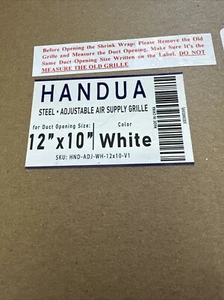 Before Opening the Shrink Wrap: Please Remove the Old
Grille and Measure the Duct Opening, Make Sure It's the
Same Duct Opening Size Written on the Label. DO NOT
MEASURE THE OLD GRILLE
HANDUA
STEEL • ADJUSTABLE AIR SUPPLY GRILLE
for Duct Opening Size:
Color
12"x10"
White
SKU: HND-ADJ-WH-12x10-V1